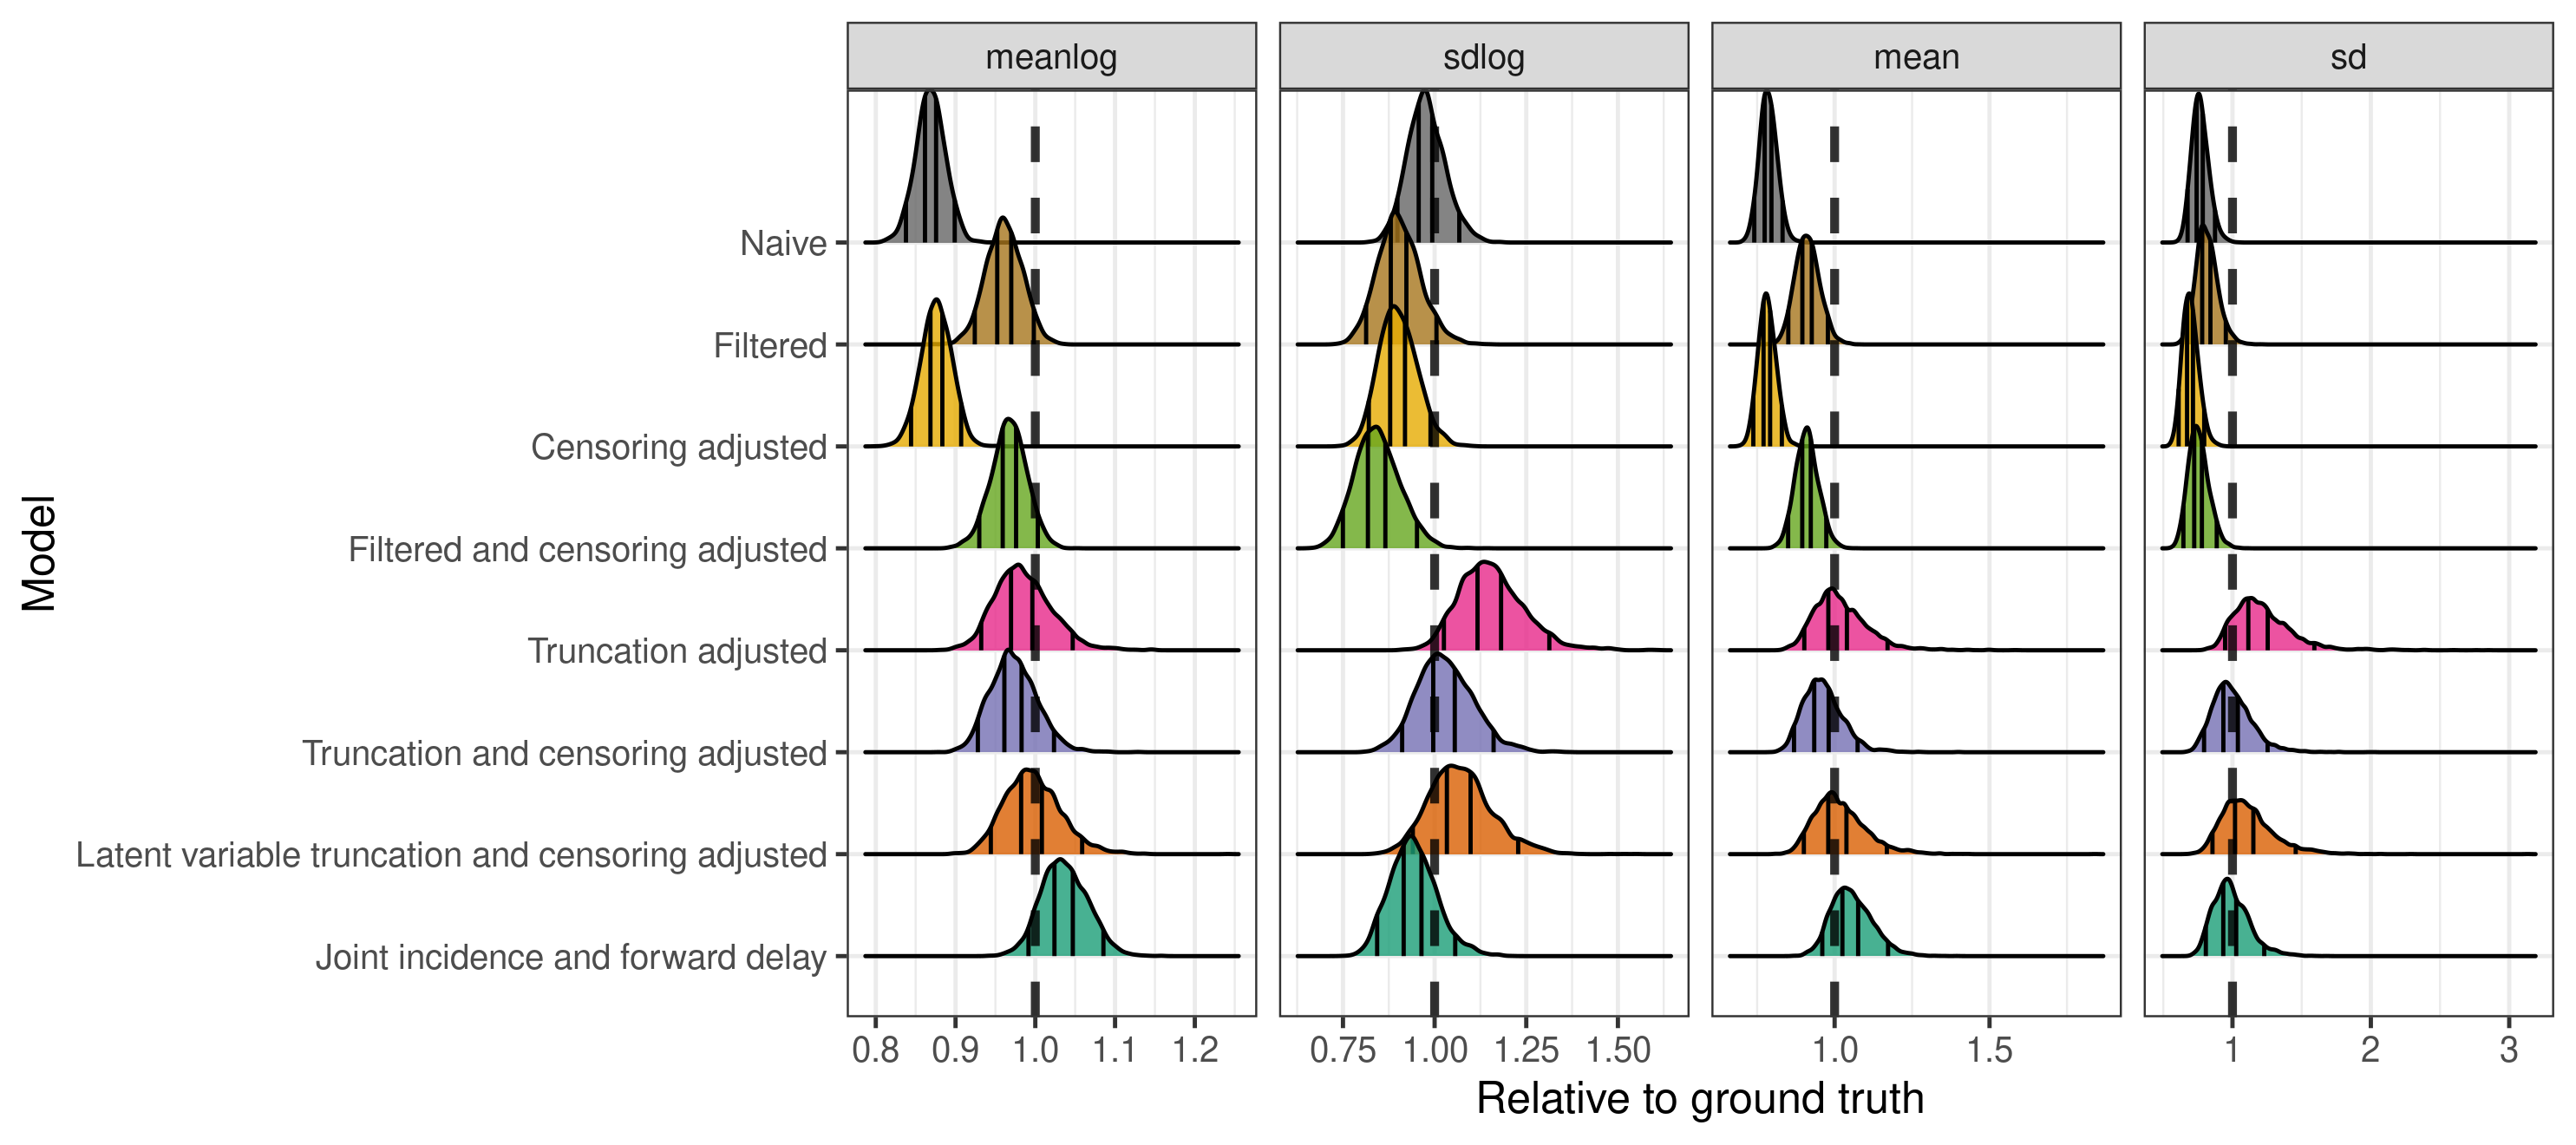 meanlog
sdlog
mean
sd
Model
Naive
Filtered
Censoring adjusted
Filtered and censoring adjusted
Truncation adjusted
Truncation and censoring adjusted
Latent variable truncation and censoring adjusted
Joint incidence and forward delay
0.8 0.9 1.0 1.1 1.2
0.75 1.00 1.25 1.50
1.0 1.5
1 2 3
Relative to ground truth